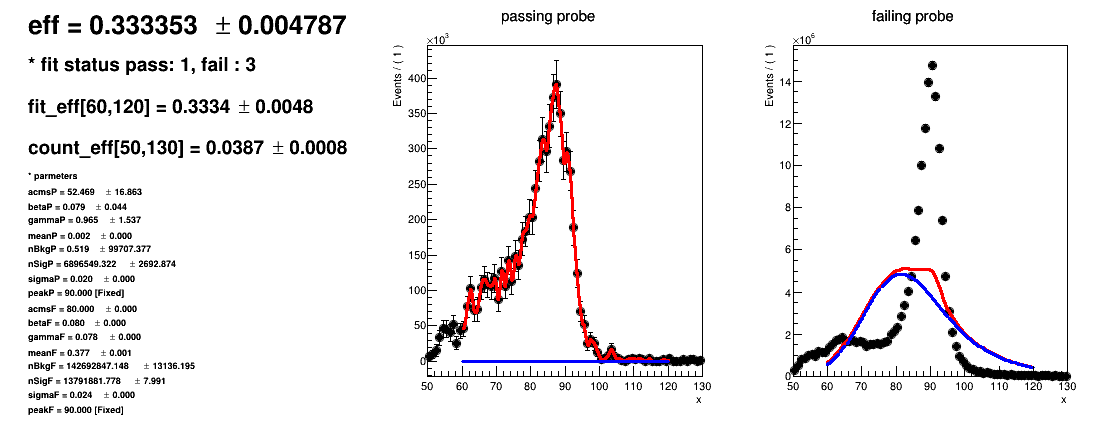 eff = 0.333353 ± 0.004787
* fit status pass: 1, fail : 3
fit_eff[60,120] = 0.3334 ± 0.0048
count_eff[50,130] = 0.0387 ± 0.0008
* parmeters
acmsP = 52.469 ± 16.863
betaP = 0.079 ± 0.044
gammaP = 0.965 ± 1.537
meanP = 0.002 ± 0.000
nBkgP = 0.519 ± 99707.377
nSigP = 6896549.322 ± 2692.874
sigmaP = 0.020 ± 0.000
peakP = 90.000 [Fixed]
acmsF = 80.000 ± 0.000
betaF = 0.080 ± 0.000
gammaF = 0.078 ± 0.000
meanF = 0.377 ± 0.001
nBkgF = 142692847.148 ± 13136.195
nSigF = 13791881.778 ± 7.991
sigmaF = 0.024 ± 0.000
peakF = 90.000 [Fixed]
passing probe
×10³
Events / ( 1 )
400
350
300
250
200
150
100
50
0
50 60 70 80 90 100 110 120 130
x
failing probe
×10⁶
Events / ( 1 )
14
12
10
8
6
4
2
0
50 60 70 80 90 100 110 120 130
x